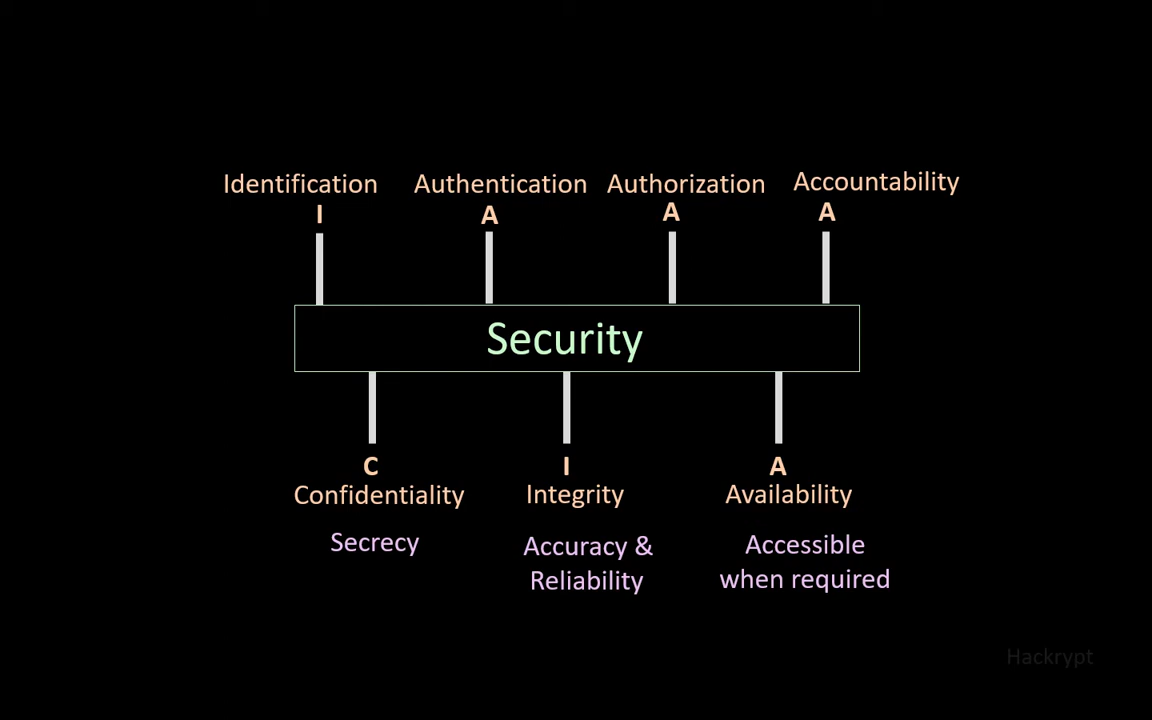 Identification Authentication Authorization Accountability
I A A A
Security
C I A
Confidentiality Integrity Availability
Secrecy Accuracy & Accessible
Reliability when required
Hackrypt